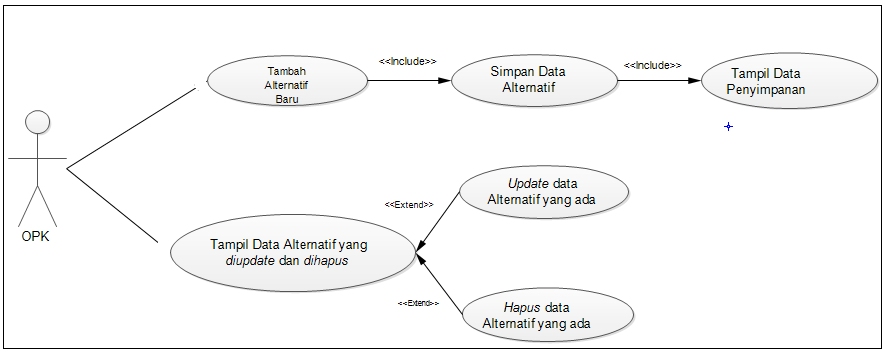 Tambah
Alternatif
Baru
<<Include>>
Simpan Data
Alternatif
<<Include>>
Tampil Data
Penyimpanan
OPK
Tampil Data Alternatif yang
diupdate dan dihapus
<<Extend>>
Update data
Alternatif yang ada
<<Extend>>
Hapus data
Alternatif yang ada